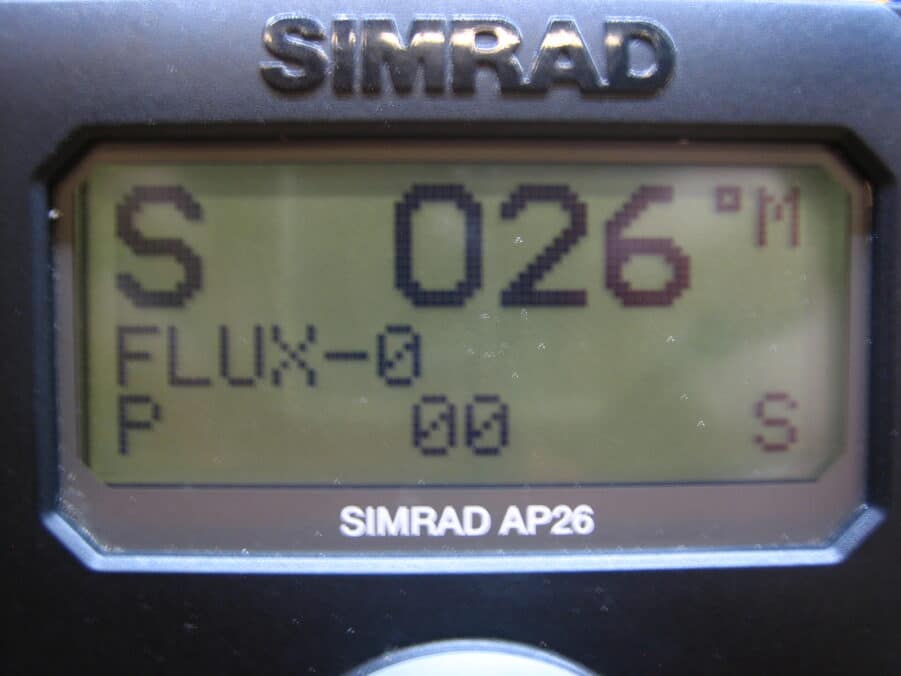 SIMRAD
S 026°M
FLUX-0
P 00 S
SIMRAD AP26